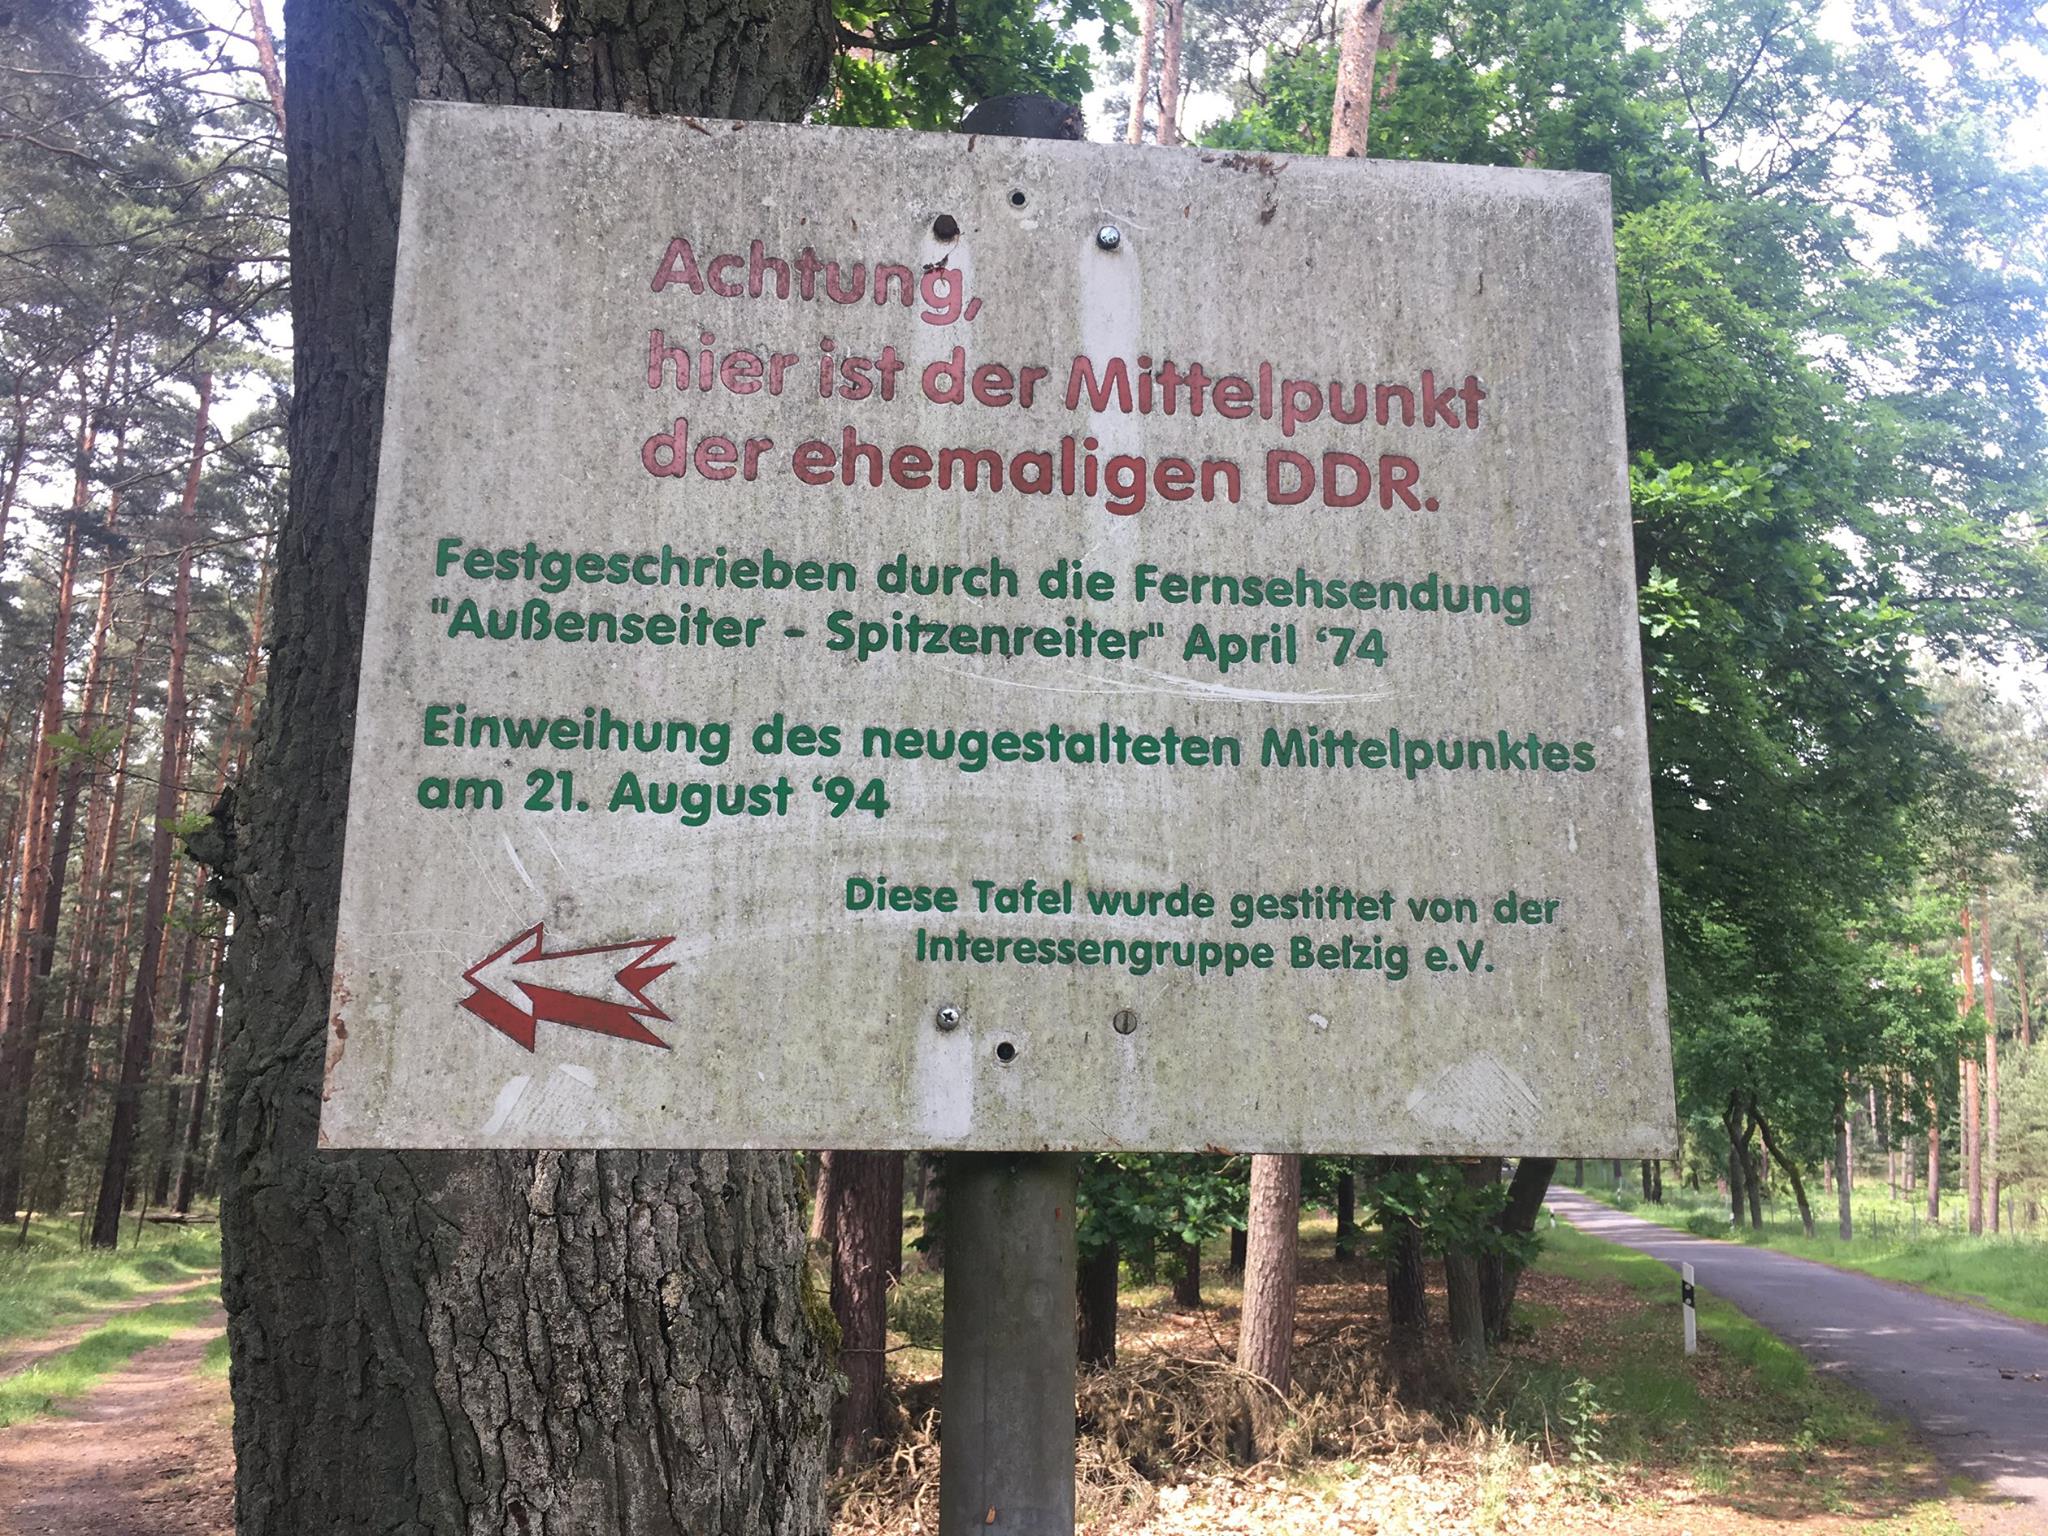 Achtung,
hier ist der Mittelpunkt
der ehemaligen DDR.
Festgeschrieben durch die Fernsehsendung
"Außenseiter - Spitzenreiter" April '74
Einweihung des neugestalteten Mittelpunktes
am 21. August '94
Diese Tafel wurde gestiftet von der
Interessengruppe Belzig e.V.